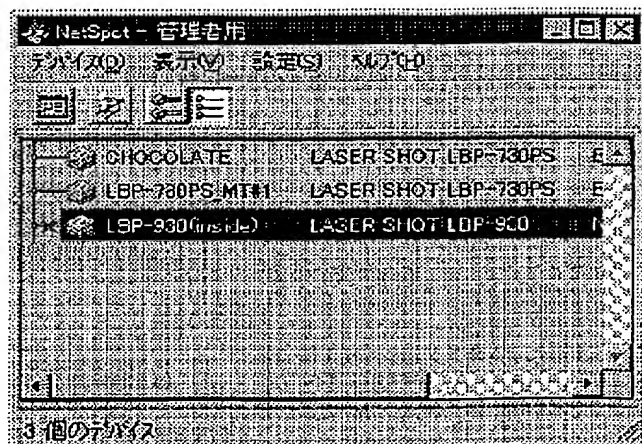 NetSpot - 管理者用
デバイス(D) 表示(V) 設定(S) ヘルプ(H)
CHOCOLATE LASER SHOT LBP-730PS E
LBP-730PS_MT#1 LASER SHOT LBP-730PS E
LBP-930(inside) LASER SHOT LBP-930
3 個のデバイス